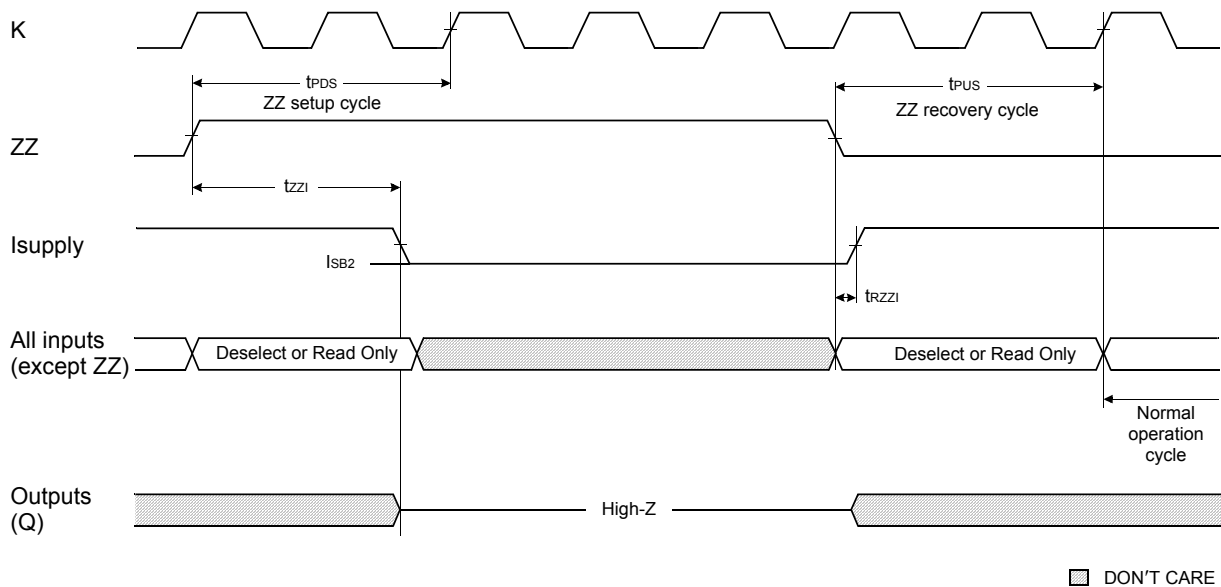 K
tPDS
ZZ setup cycle
tPUS
ZZ recovery cycle
ZZ
tZZI
Isupply
ISB2
tRZZI
All inputs
(except ZZ)
Deselect or Read Only
Deselect or Read Only
Normal
operation
cycle
Outputs
(Q)
High-Z
DON'T CARE